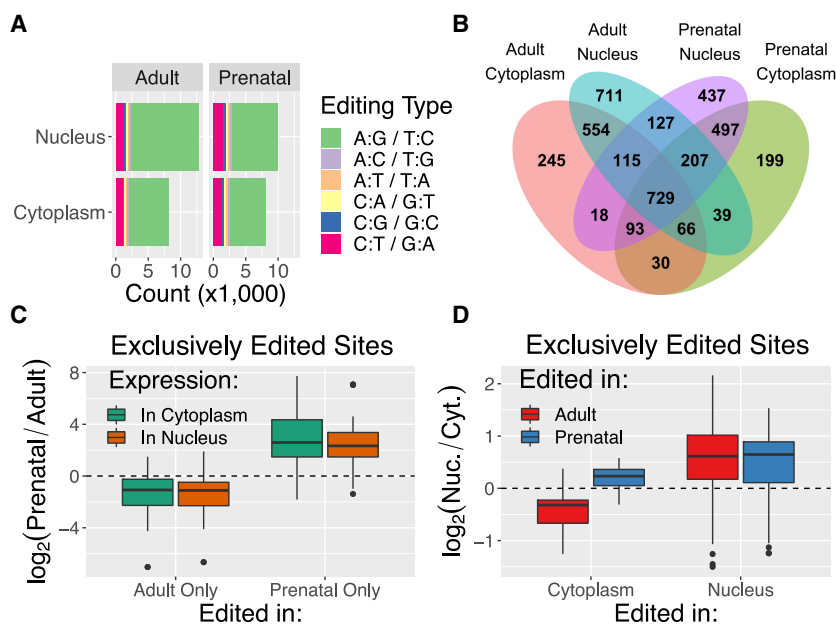 A
Adult
Prenatal
Nucleus
Cytoplasm
0
5
10
0
5
10
Count (x1,000)
Editing Type
A:G / T:C
A:C / T:G
A:T / T:A
C:A / G:T
C:G / G:C
C:T / G:A
B
Adult
Cytoplasm
Adult
Nucleus
Prenatal
Nucleus
Prenatal
Cytoplasm
711
437
554
127
497
245
115
207
199
729
18
39
93
66
30
C
Exclusively Edited Sites
Expression:
In Cytoplasm
In Nucleus
log₂(Prenatal/Adult)
8
4
0
−4
Adult Only
Prenatal Only
Edited in:
D
Exclusively Edited Sites
Edited in:
Adult
Prenatal
log₂(Nuc./Cyt.)
2
1
0
−1
Cytoplasm
Nucleus
Edited in: